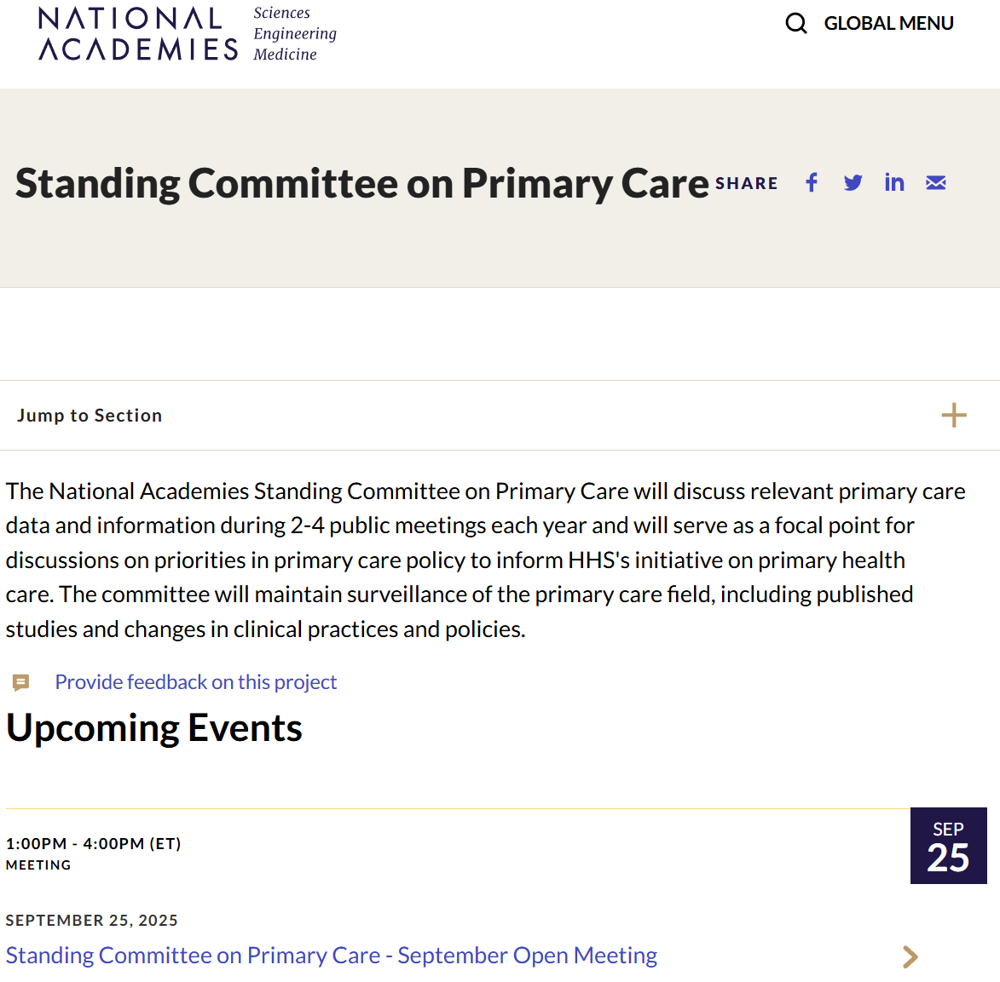 NATIONAL
ACADEMIES
Sciences
Engineering
Medicine
GLOBAL MENU
Standing Committee on Primary Care
SHARE
Jump to Section
The National Academies Standing Committee on Primary Care will discuss relevant primary care
data and information during 2-4 public meetings each year and will serve as a focal point for
discussions on priorities in primary care policy to inform HHS's initiative on primary health
care. The committee will maintain surveillance of the primary care field, including published
studies and changes in clinical practices and policies.
Provide feedback on this project
Upcoming Events
1:00PM - 4:00PM (ET)
MEETING
SEP
25
SEPTEMBER 25, 2025
Standing Committee on Primary Care - September Open Meeting